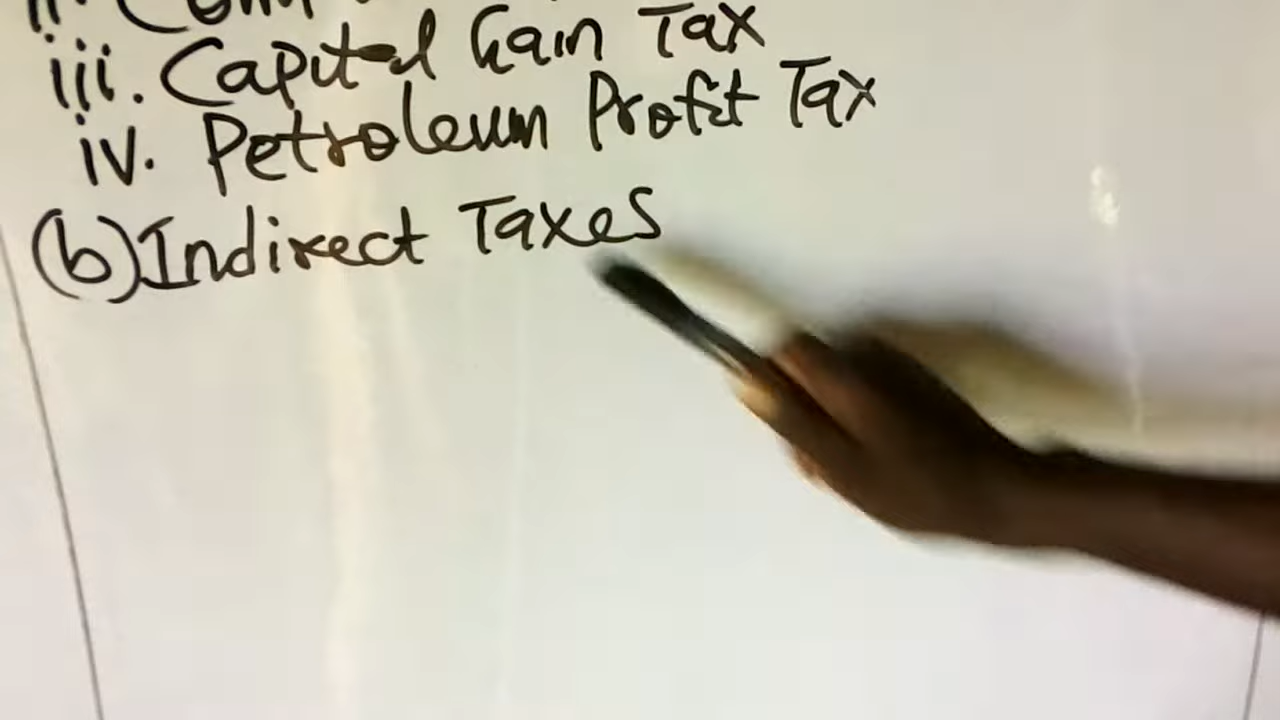 iii. Capital Gain Tax
iv. Petroleum Profit Tax
(b) Indirect Taxes